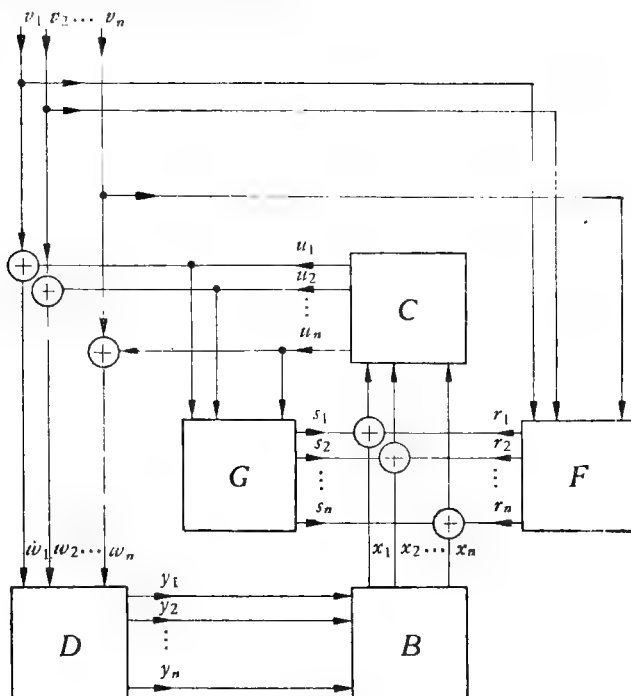 v₁ v₂ ··· vₙ
u₁
u₂
⋮
C
uₙ
s₁ r₁
s₂ r₂
G ⋮ ⋮ F
sₙ rₙ
w₁ w₂ ··· wₙ x₁ x₂ ··· xₙ
y₁
y₂
D ⋮ B
yₙ